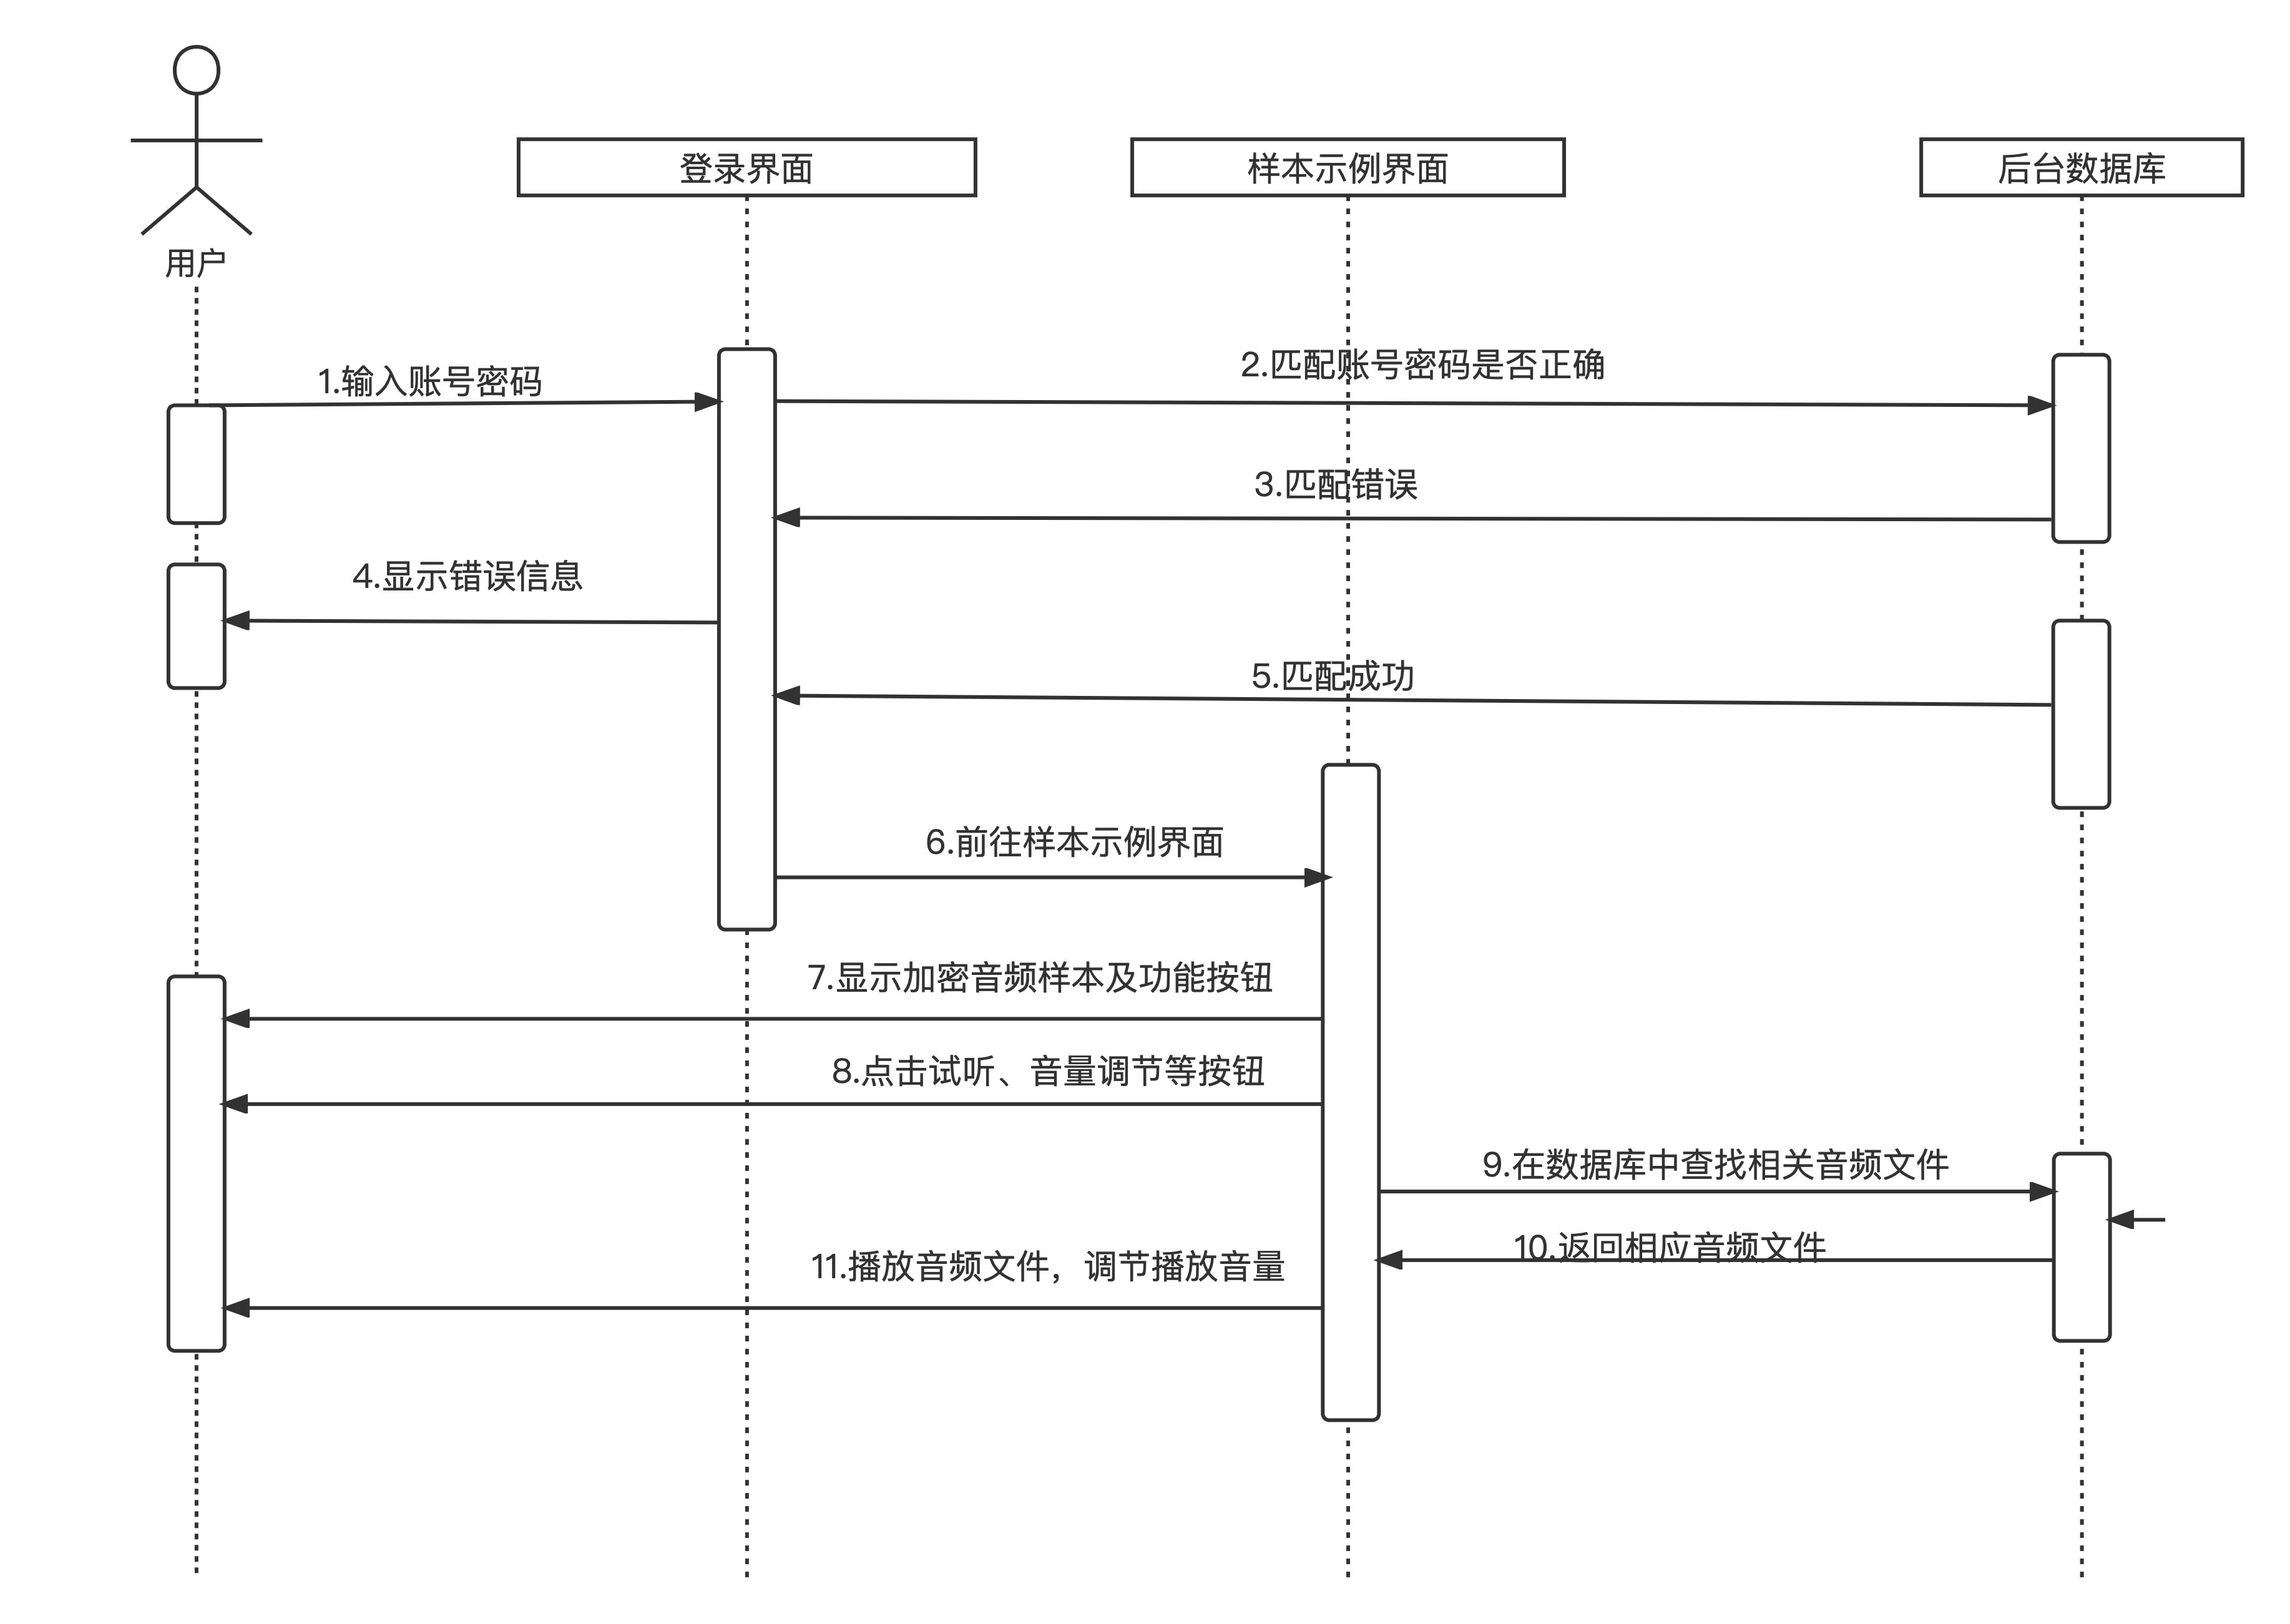 登录界面
样本示例界面
后台数据库
用户
1.输入账号密码
2.匹配账号密码是否正确
3.匹配错误
4.显示错误信息
5.匹配成功
6.前往样本示例界面
7.显示加密音频样本及功能按钮
8.点击试听、音量调节等按钮
9.在数据库中查找相关音频文件
10.返回相应音频文件
11.播放音频文件，调节播放音量